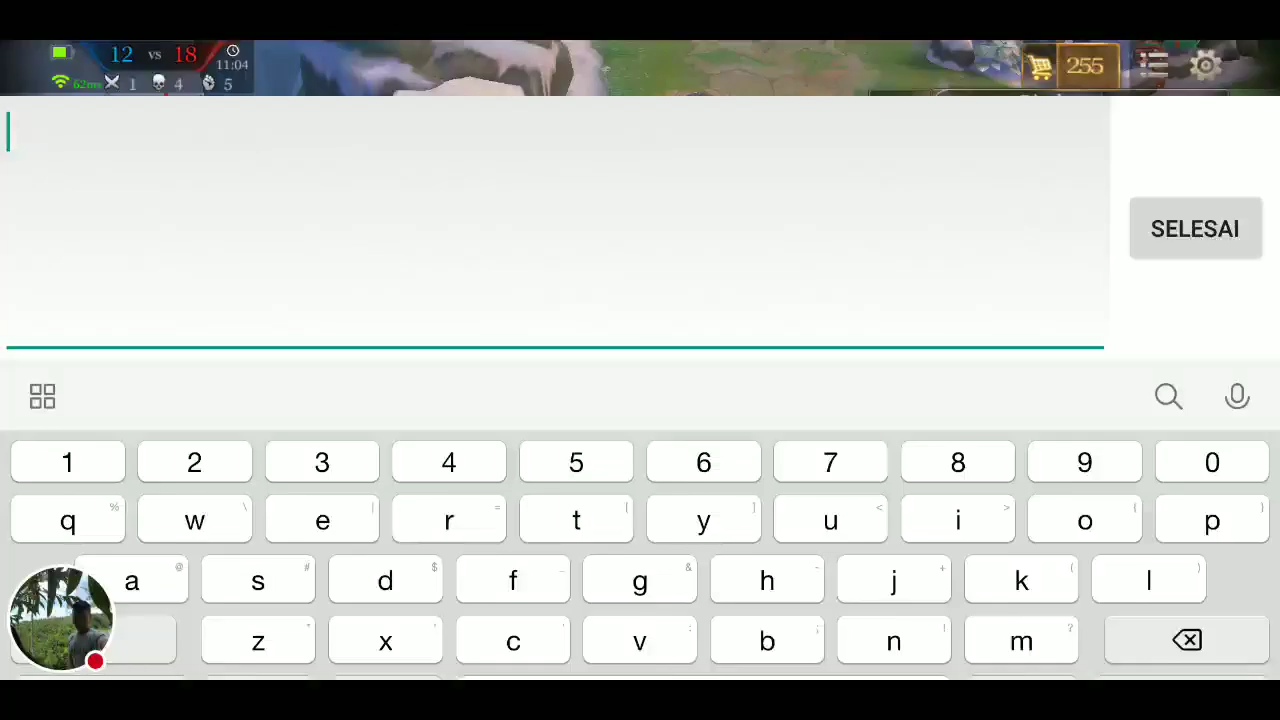 12 vs 18 11:04
62ms 1 4 5
255
SELESAI
1 2 3 4 5 6 7 8 9 0
% \ | = [ ] < > { }
q w e r t y u i o p
@ # $ _ & - + ( )
a s d f g h j k l
* " ' : ; ! ?
z x c v b n m